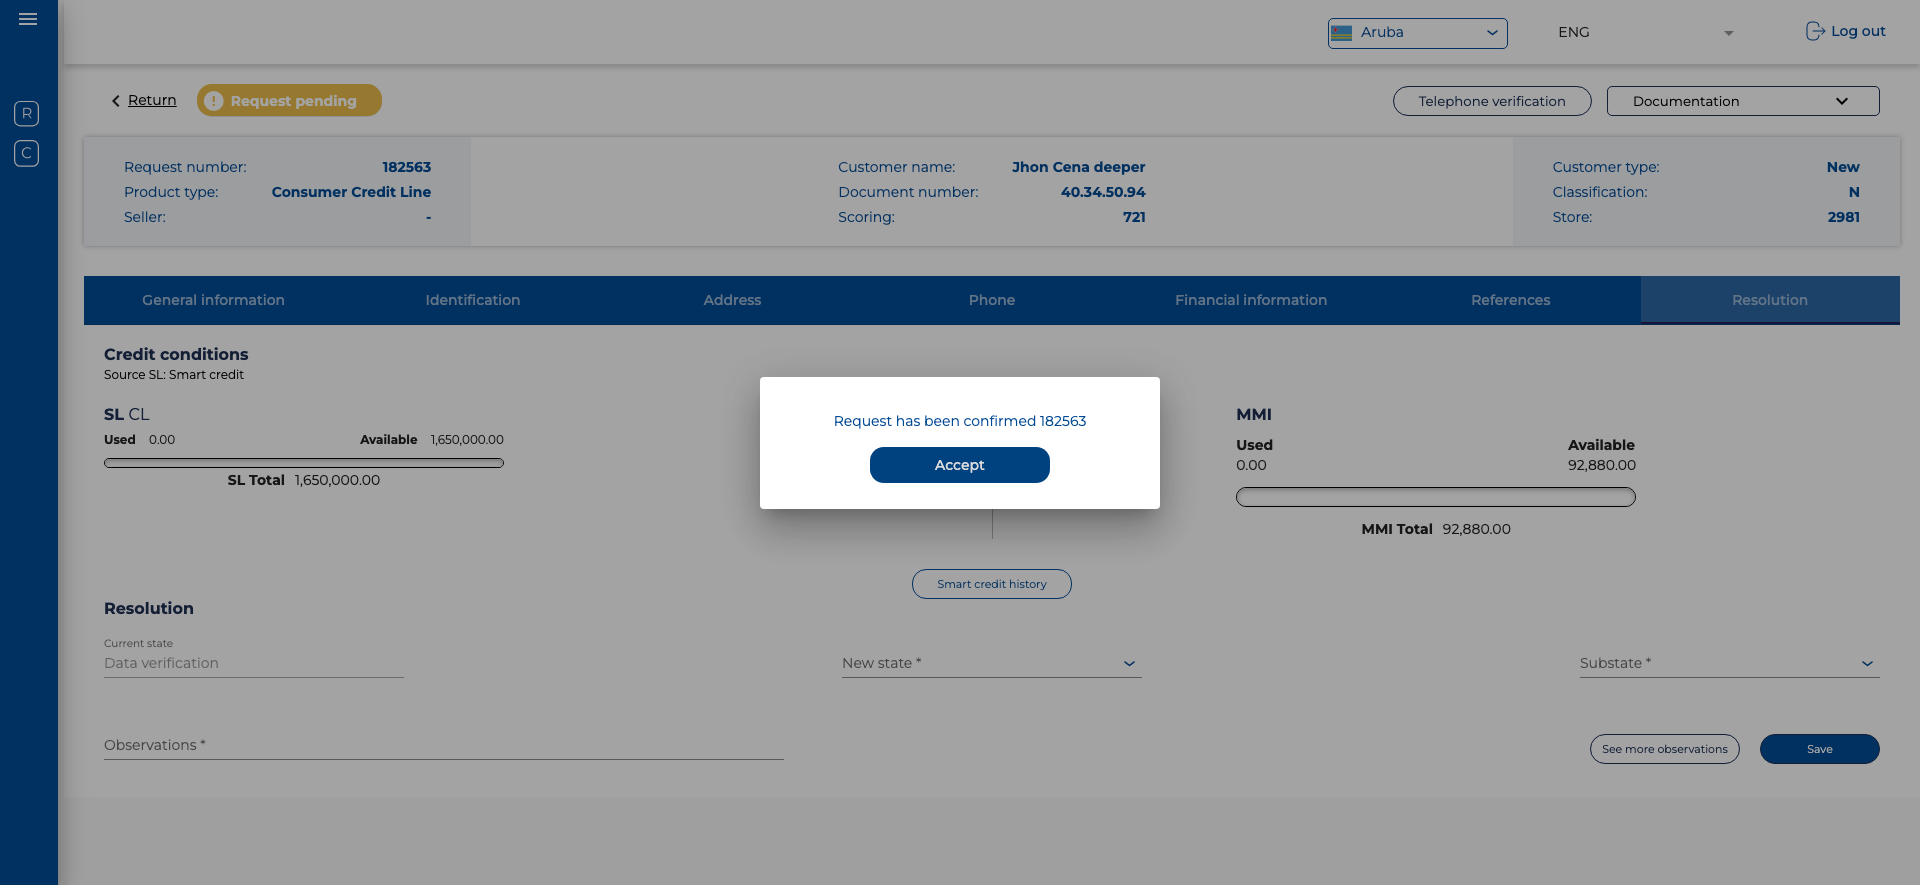 Aruba
ENG
Log out
R
C
Return
! Request pending
Telephone verification
Documentation
Request number: 182563
Product type: Consumer Credit Line
Seller: -
Customer name: Jhon Cena deeper
Document number: 40.34.50.94
Scoring: 721
Customer type: New
Classification: N
Store: 2981
General information
Identification
Address
Phone
Financial information
References
Resolution
Credit conditions
Source SL: Smart credit
SL CL
Used 0.00 Available 1,650,000.00
SL Total 1,650,000.00
Request has been confirmed 182563
Accept
MMI
Used Available
0.00 92,880.00
MMI Total 92,880.00
Smart credit history
Resolution
Current state
Data verification
New state *
Substate *
Observations *
See more observations
Save